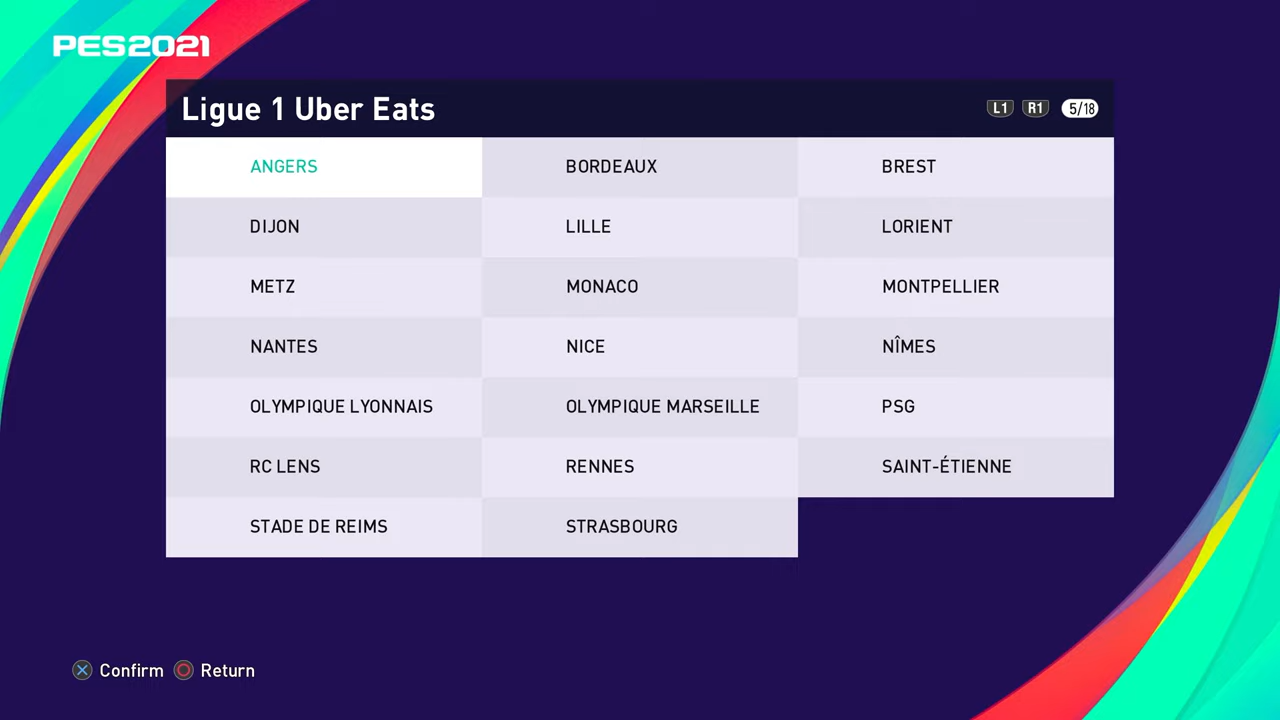 PES2021
Ligue 1 Uber Eats L1 R1 5/18
ANGERS BORDEAUX BREST
DIJON LILLE LORIENT
METZ MONACO MONTPELLIER
NANTES NICE NÎMES
OLYMPIQUE LYONNAIS OLYMPIQUE MARSEILLE PSG
RC LENS RENNES SAINT-ÉTIENNE
STADE DE REIMS STRASBOURG
Confirm Return